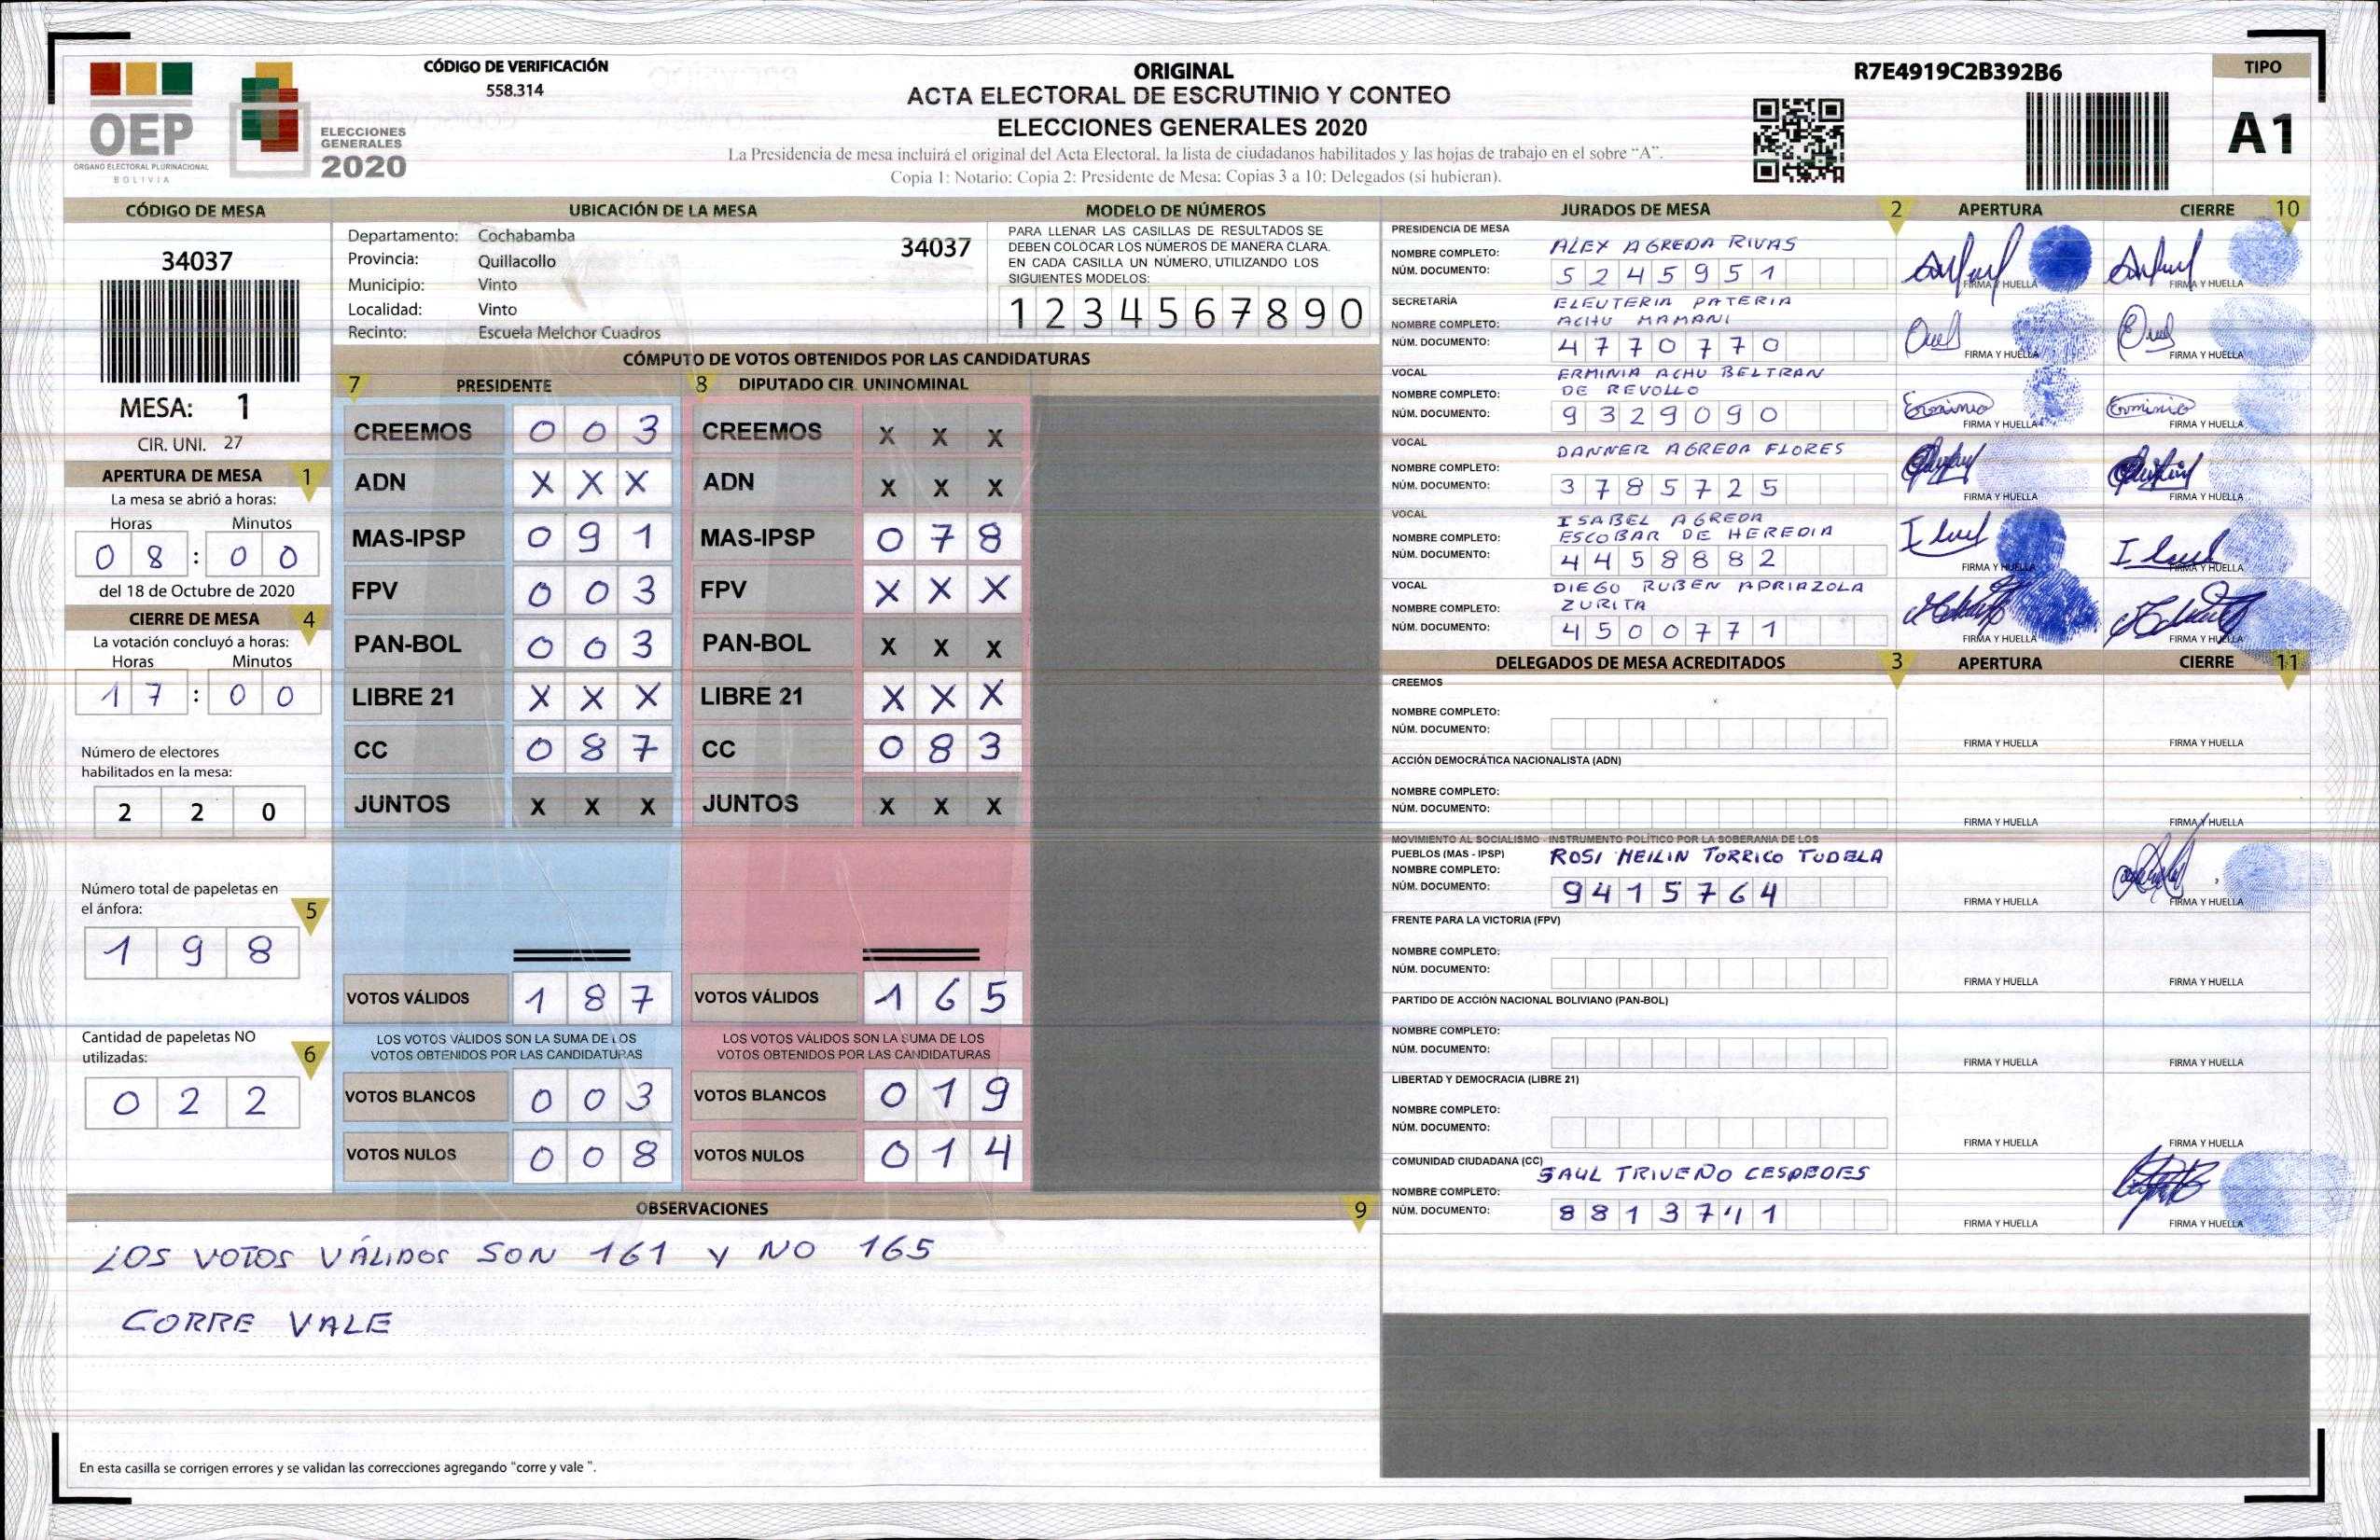 CÓDIGO DE VERIFICACIÓN
558.314
OEP
ÓRGANO ELECTORAL PLURINACIONAL
BOLIVIA
ELECCIONES
GENERALES
2020
ORIGINAL
ACTA ELECTORAL DE ESCRUTINIO Y CONTEO
ELECCIONES GENERALES 2020
La Presidencia de mesa incluirá el original del Acta Electoral, la lista de ciudadanos habilitados y las hojas de trabajo en el sobre "A".
Copia 1: Notario: Copia 2: Presidente de Mesa: Copias 3 a 10: Delegados (si hubieran).
R7E4919C2B392B6
TIPO
A1
CÓDIGO DE MESA
34037
MESA: 1
CIR. UNI. 27
APERTURA DE MESA 1
La mesa se abrió a horas:
Horas Minutos
0 8 : 0 0
del 18 de Octubre de 2020
CIERRE DE MESA 4
La votación concluyó a horas:
Horas Minutos
1 7 : 0 0
Número de electores
habilitados en la mesa:
2 2 0
Número total de papeletas en
el ánfora:
5
1 9 8
Cantidad de papeletas NO
utilizadas:
6
0 2 2
UBICACIÓN DE LA MESA
Departamento: Cochabamba
34037
Provincia: Quillacollo
Municipio: Vinto
Localidad: Vinto
Recinto: Escuela Melchor Cuadros
MODELO DE NÚMEROS
PARA LLENAR LAS CASILLAS DE RESULTADOS SE
DEBEN COLOCAR LOS NÚMEROS DE MANERA CLARA.
EN CADA CASILLA UN NÚMERO, UTILIZANDO LOS
SIGUIENTES MODELOS:
1 2 3 4 5 6 7 8 9 0
CÓMPUTO DE VOTOS OBTENIDOS POR LAS CANDIDATURAS
7 PRESIDENTE 8 DIPUTADO CIR. UNINOMINAL
CREEMOS 0 0 3 CREEMOS X X X
ADN X X X ADN X X X
MAS-IPSP 0 9 1 MAS-IPSP 0 7 8
FPV 0 0 3 FPV X X X
PAN-BOL 0 0 3 PAN-BOL X X X
LIBRE 21 X X X LIBRE 21 X X X
CC 0 8 7 CC 0 8 3
JUNTOS X X X JUNTOS X X X
VOTOS VÁLIDOS 1 8 7 VOTOS VÁLIDOS 1 6 5
LOS VOTOS VÁLIDOS SON LA SUMA DE LOS LOS VOTOS VÁLIDOS SON LA SUMA DE LOS
VOTOS OBTENIDOS POR LAS CANDIDATURAS VOTOS OBTENIDOS POR LAS CANDIDATURAS
VOTOS BLANCOS 0 0 3 VOTOS BLANCOS 0 1 9
VOTOS NULOS 0 0 8 VOTOS NULOS 0 1 4
OBSERVACIONES 9
LOS VOTOS VÁLIDOS SON 161 Y NO 165
CORRE VALE
En esta casilla se corrigen errores y se validan las correcciones agregando "corre y vale ".
JURADOS DE MESA 2 APERTURA CIERRE 10
PRESIDENCIA DE MESA
NOMBRE COMPLETO: ALEX AGREDA RIVAS
NÚM. DOCUMENTO: 5 2 4 5 9 5 1
FIRMA Y HUELLA FIRMA Y HUELLA
SECRETARÍA ELEUTERIA PATERIA
NOMBRE COMPLETO: ACHU MAMANI
NÚM. DOCUMENTO: 4 7 7 0 7 7 0
FIRMA Y HUELLA FIRMA Y HUELLA
VOCAL ERMINIA ACHU BELTRAN
NOMBRE COMPLETO: DE REVOLLO
NÚM. DOCUMENTO: 9 3 2 9 0 9 0
FIRMA Y HUELLA FIRMA Y HUELLA
VOCAL DANNER AGREDA FLORES
NOMBRE COMPLETO:
NÚM. DOCUMENTO: 3 7 8 5 7 2 5
FIRMA Y HUELLA FIRMA Y HUELLA
VOCAL ISABEL AGREDA
NOMBRE COMPLETO: ESCOBAR DE HEREDIA
NÚM. DOCUMENTO: 4 4 5 8 8 8 2
FIRMA Y HUELLA FIRMA Y HUELLA
VOCAL DIEGO RUBEN ADRIAZOLA
NOMBRE COMPLETO: ZURITA
NÚM. DOCUMENTO: 4 5 0 0 7 7 1
FIRMA Y HUELLA FIRMA Y HUELLA
DELEGADOS DE MESA ACREDITADOS 3 APERTURA CIERRE 11
CREEMOS
NOMBRE COMPLETO:
NÚM. DOCUMENTO:
FIRMA Y HUELLA FIRMA Y HUELLA
ACCIÓN DEMOCRÁTICA NACIONALISTA (ADN)
NOMBRE COMPLETO:
NÚM. DOCUMENTO:
FIRMA Y HUELLA FIRMA Y HUELLA
MOVIMIENTO AL SOCIALISMO - INSTRUMENTO POLÍTICO POR LA SOBERANIA DE LOS
PUEBLOS (MAS - IPSP) ROSI MEILIN TORRICO TUDELA
NOMBRE COMPLETO:
NÚM. DOCUMENTO: 9 4 1 5 7 6 4
FIRMA Y HUELLA FIRMA Y HUELLA
FRENTE PARA LA VICTORIA (FPV)
NOMBRE COMPLETO:
NÚM. DOCUMENTO:
FIRMA Y HUELLA FIRMA Y HUELLA
PARTIDO DE ACCIÓN NACIONAL BOLIVIANO (PAN-BOL)
NOMBRE COMPLETO:
NÚM. DOCUMENTO:
FIRMA Y HUELLA FIRMA Y HUELLA
LIBERTAD Y DEMOCRACIA (LIBRE 21)
NOMBRE COMPLETO:
NÚM. DOCUMENTO:
FIRMA Y HUELLA FIRMA Y HUELLA
COMUNIDAD CIUDADANA (CC) SAUL TRIVEÑO CESPEDES
NOMBRE COMPLETO:
NÚM. DOCUMENTO: 8 8 1 3 7 4 1
FIRMA Y HUELLA FIRMA Y HUELLA